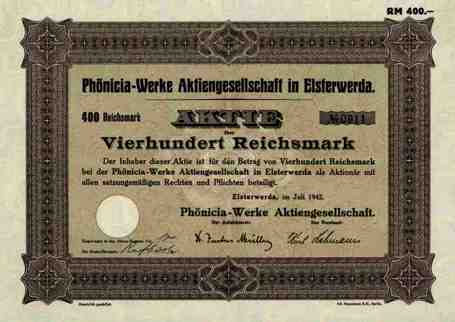 RM 400.—
Phönicia-Werke Aktiengesellschaft in Elsterwerda.
400 Reichsmark AKTIE № 0011
über
Vierhundert Reichsmark
Der Inhaber dieser Aktie ist für den Betrag von Vierhundert Reichsmark
bei der Phönicia-Werke Aktiengesellschaft in Elsterwerda als Aktionär mit
allen satzungsmäßigen Rechten und Pflichten beteiligt.
Elsterwerda, im Juli 1942.
Phönicia-Werke Aktiengesellschaft.
Der Aufsichtsrat: Der Vorstand: